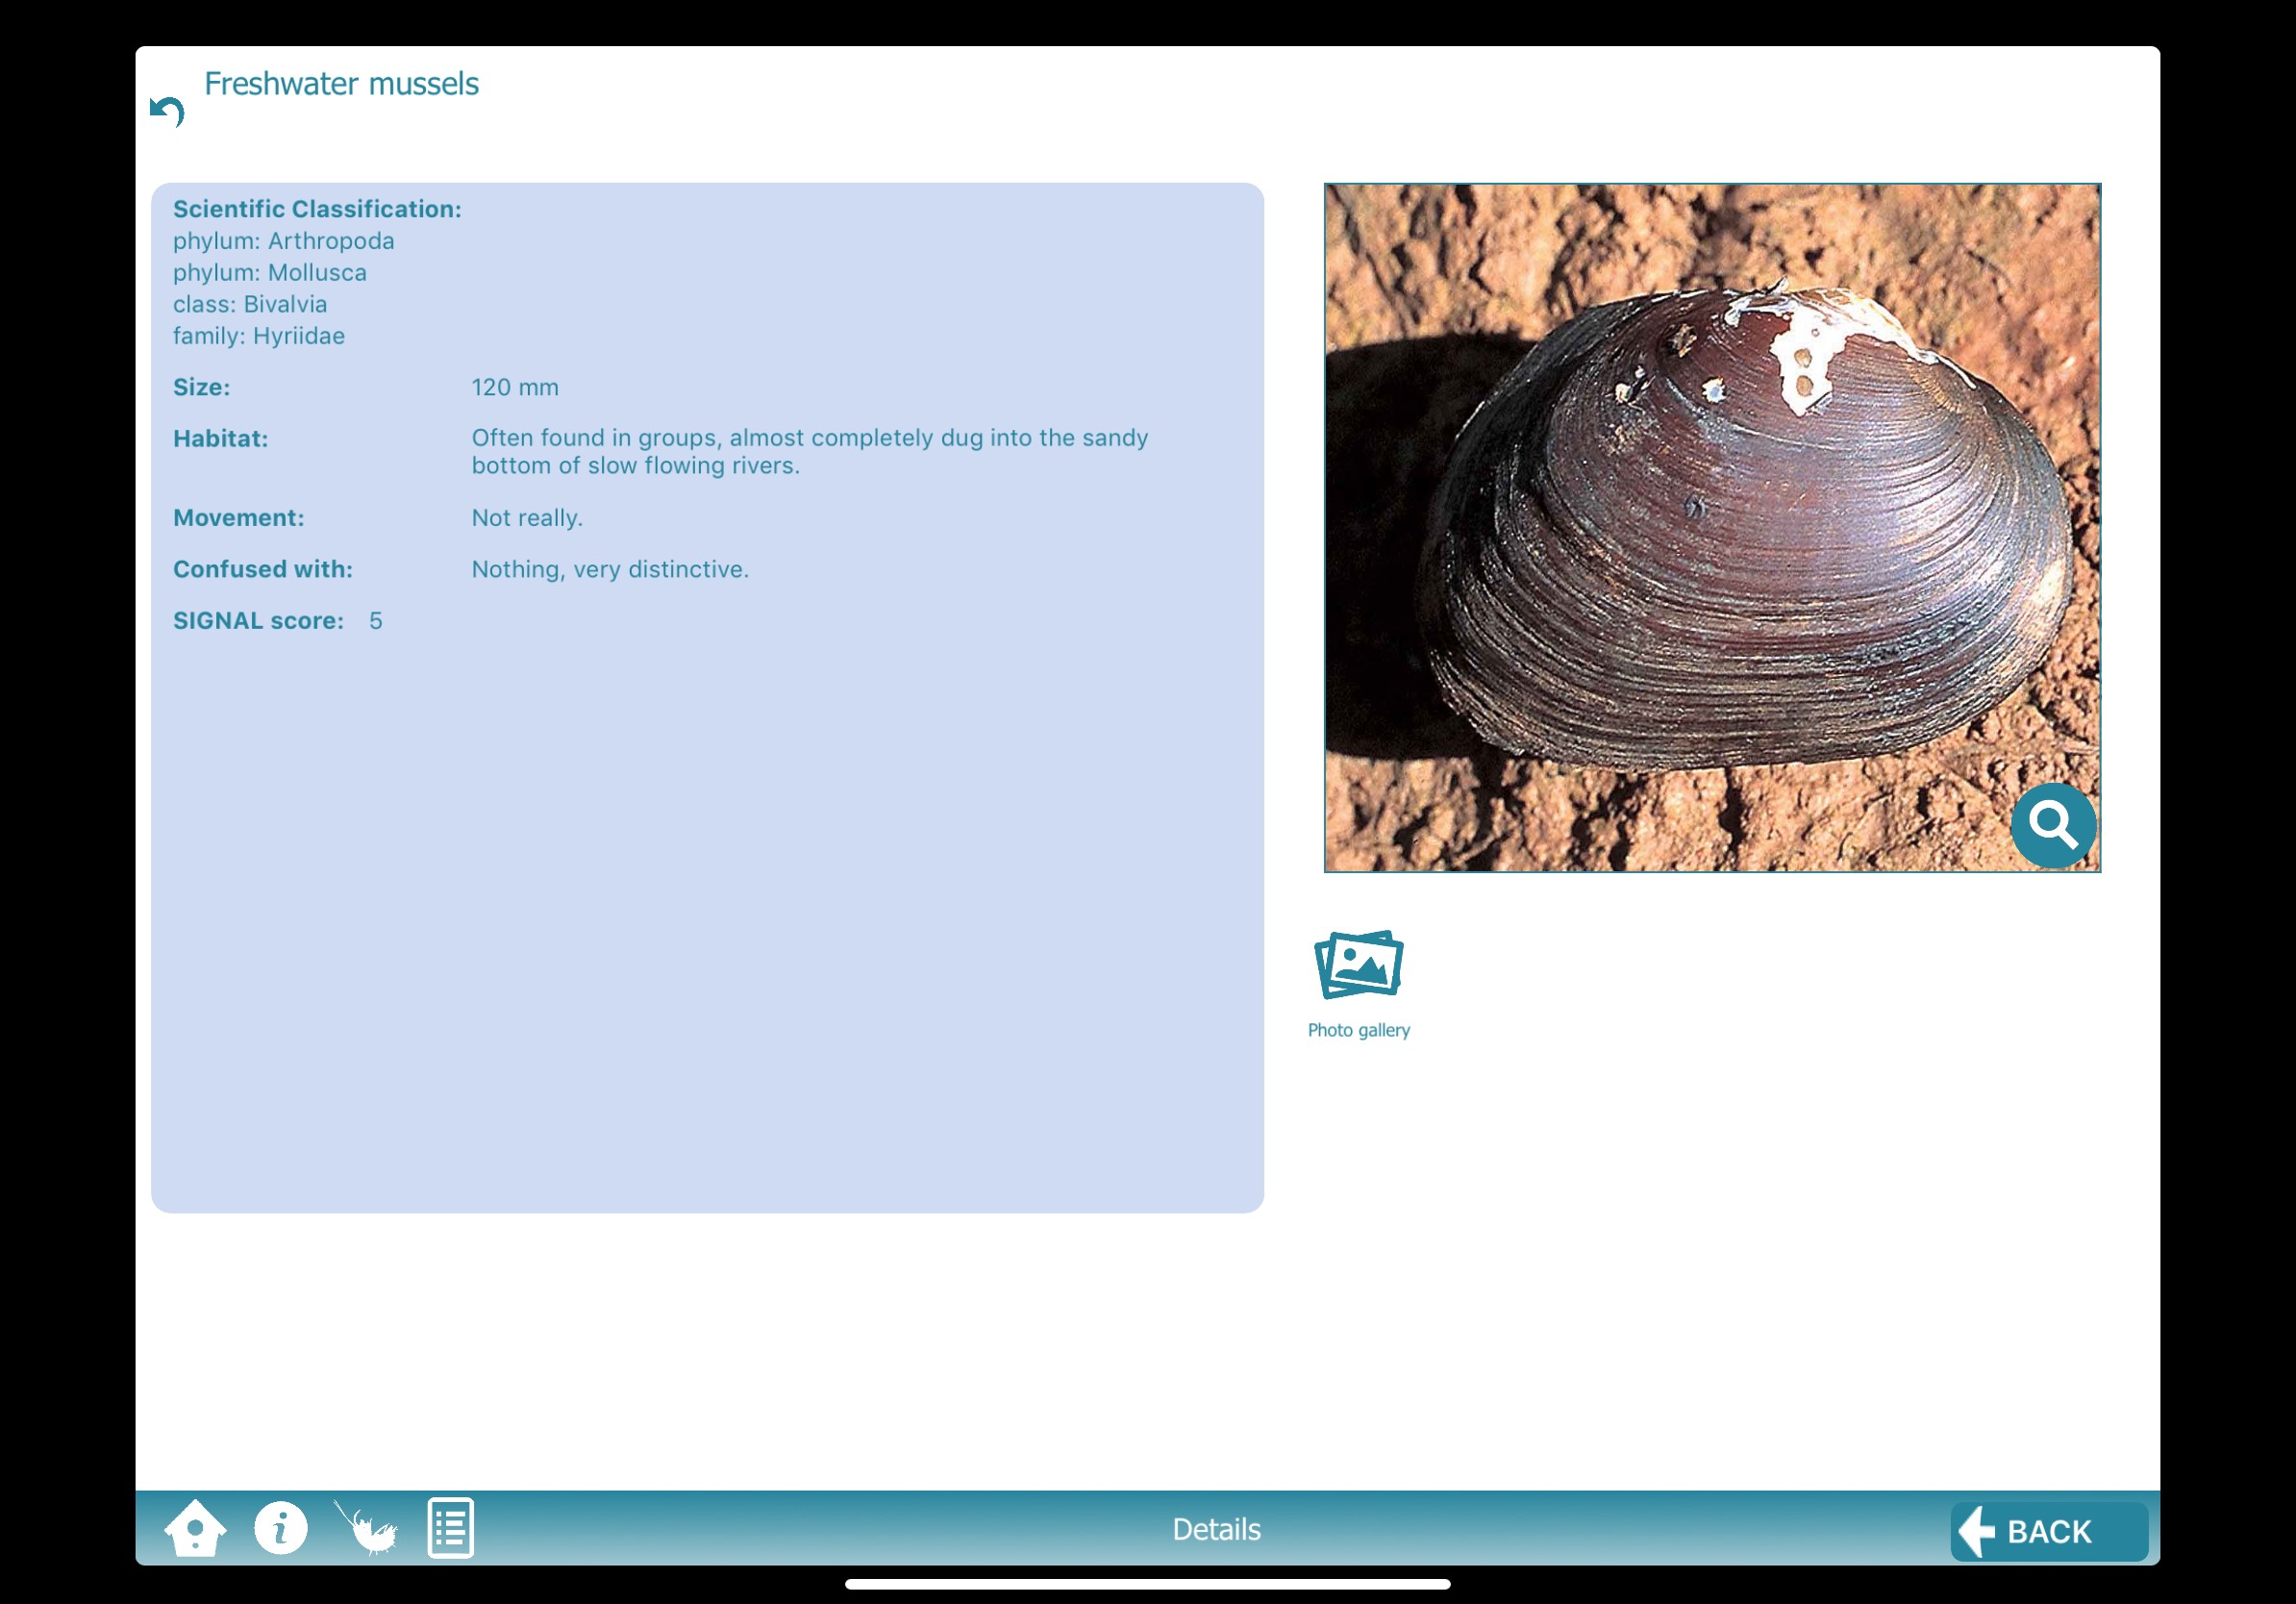 Freshwater mussels
Scientific Classification:
phylum: Arthropoda
phylum: Mollusca
class: Bivalvia
family: Hyriidae
Size: 120 mm
Habitat: Often found in groups, almost completely dug into the sandy
bottom of slow flowing rivers.
Movement: Not really.
Confused with: Nothing, very distinctive.
SIGNAL score: 5
Photo gallery
i
Details
BACK